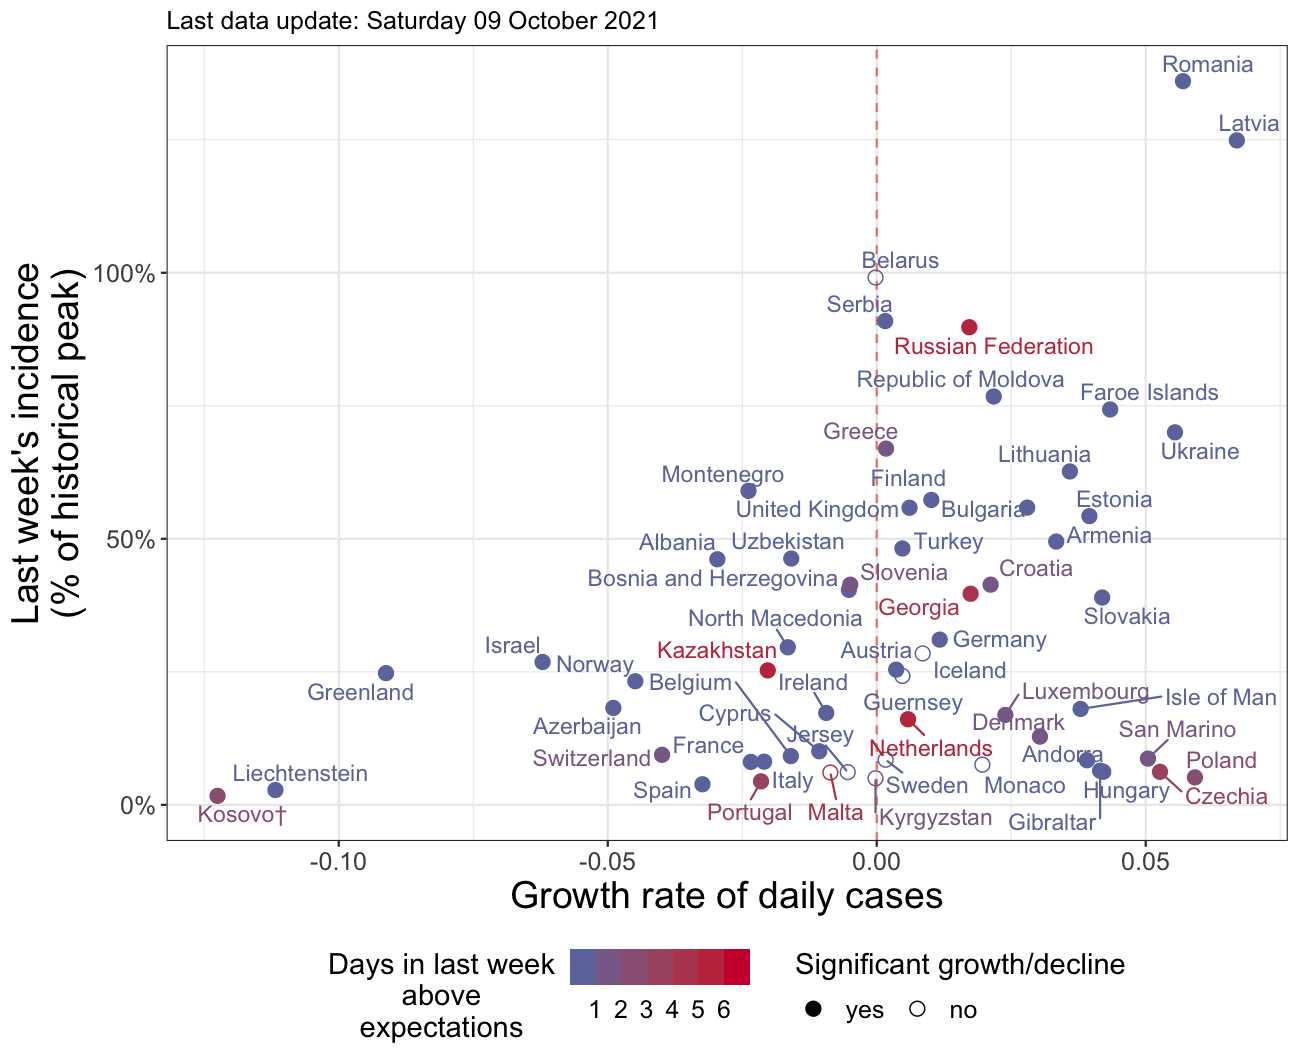 Last data update: Saturday 09 October 2021
Romania
Latvia
Last week's incidence
(% of historical peak)
100%
Belarus
Serbia
Russian Federation
Republic of Moldova
Faroe Islands
Greece
Ukraine
Lithuania
Montenegro
Finland
Estonia
United Kingdom
Bulgaria
50%
Armenia
Albania
Uzbekistan
Turkey
Bosnia and Herzegovina
Slovenia
Croatia
Georgia
Slovakia
North Macedonia
Germany
Israel
Kazakhstan
Austria
Norway
Iceland
Greenland
Belgium
Ireland
Luxembourg
Isle of Man
Guernsey
Cyprus
Azerbaijan
Denmark
San Marino
Jersey
France
Netherlands
Switzerland
Andorra
Poland
Liechtenstein
Italy
Sweden
Monaco
Spain
Hungary
Czechia
0%
Kosovo†
Portugal
Malta
Kyrgyzstan
Gibraltar
-0.10
-0.05
0.00
0.05
Growth rate of daily cases
Days in last week
above
expectations
1 2 3 4 5 6
Significant growth/decline
yes
no